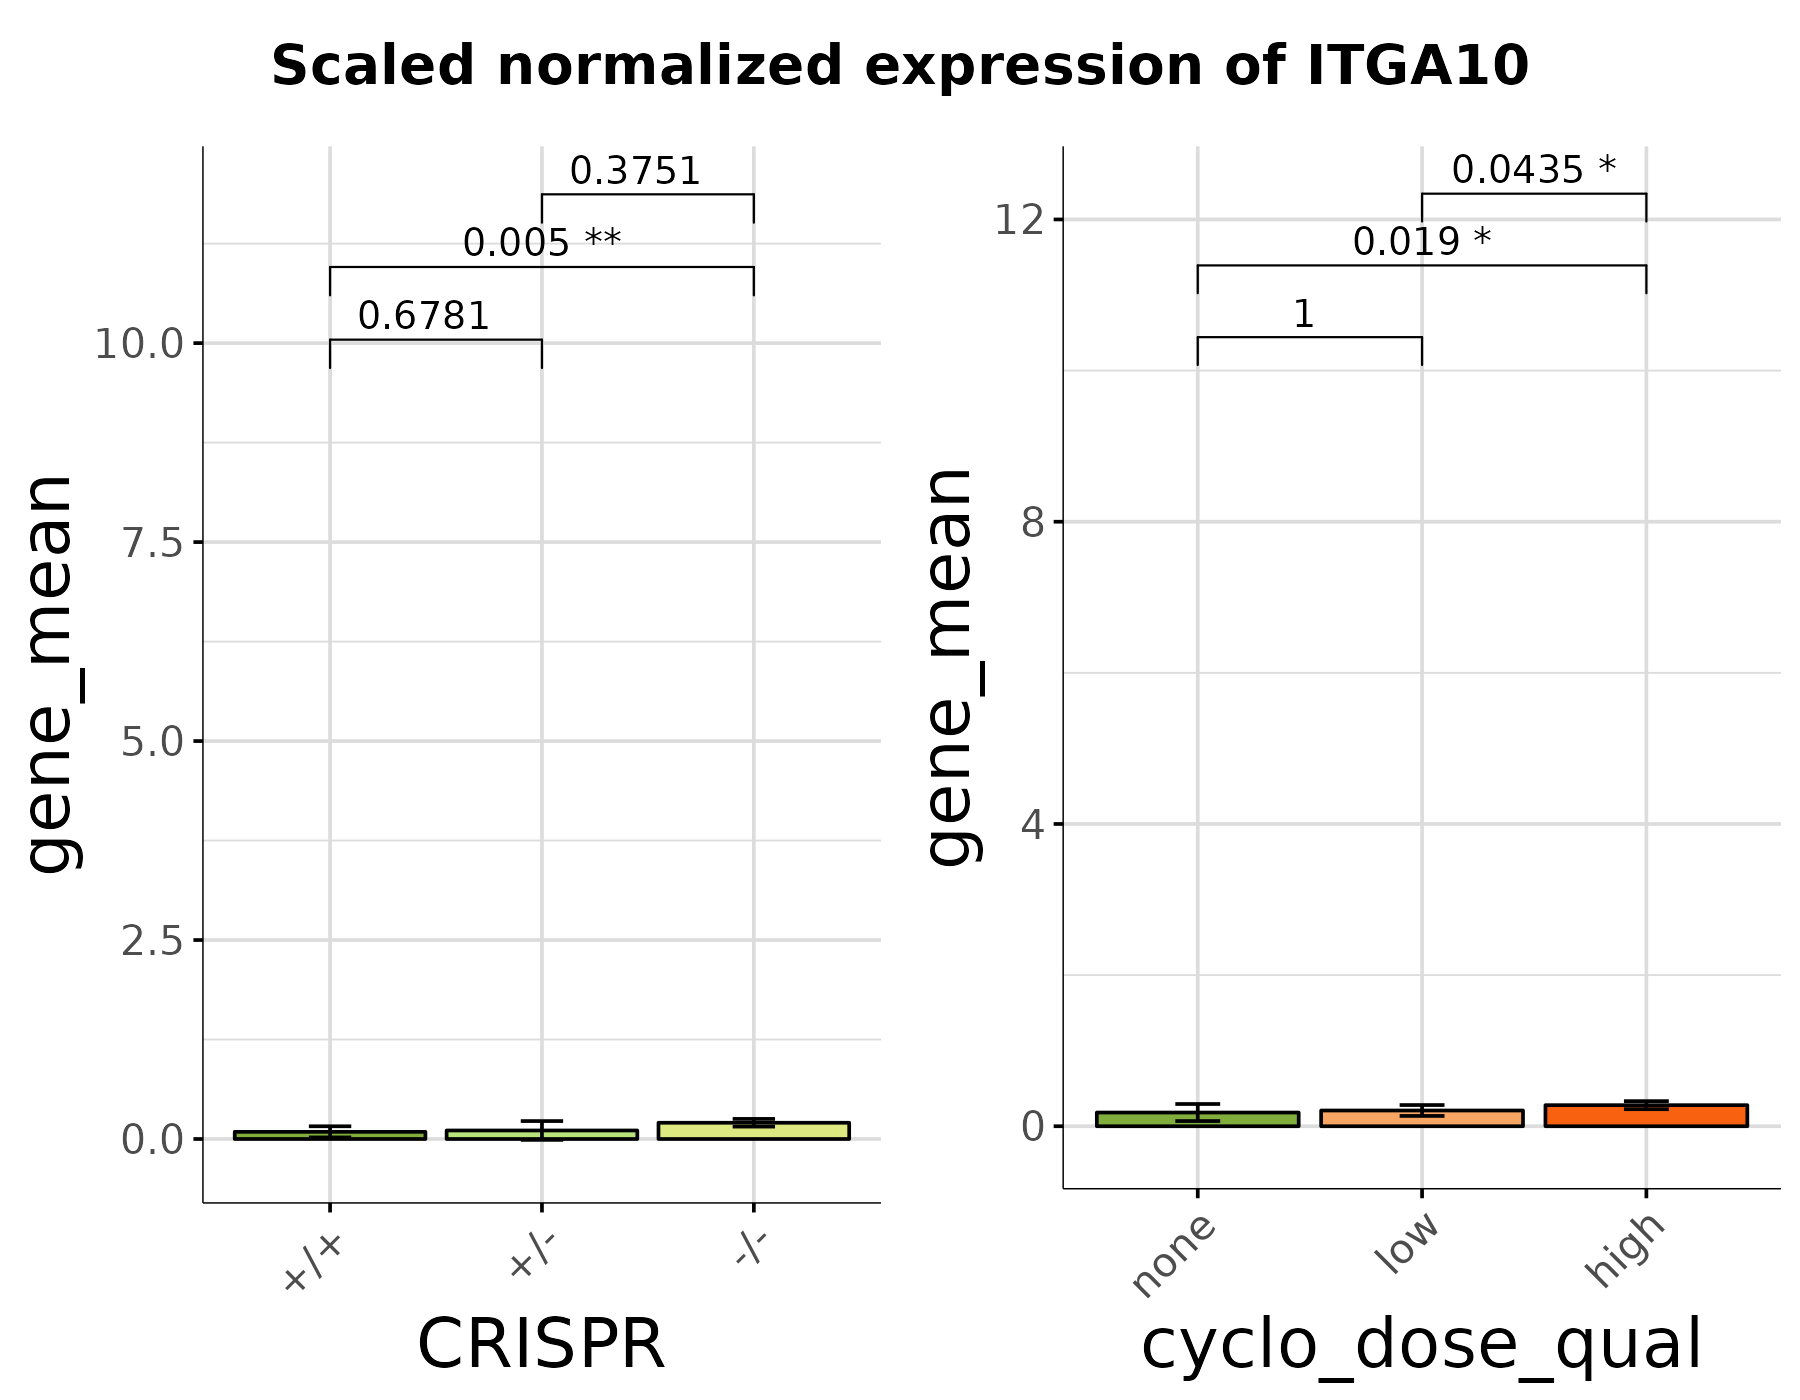 Scaled normalized expression of ITGA10
gene_mean
10.0
7.5
5.0
2.5
0.0
0.3751
0.005 **
0.6781
+/+
+/-
-/-
CRISPR
gene_mean
12
8
4
0
0.0435 *
0.019 *
1
none
low
high
cyclo_dose_qual